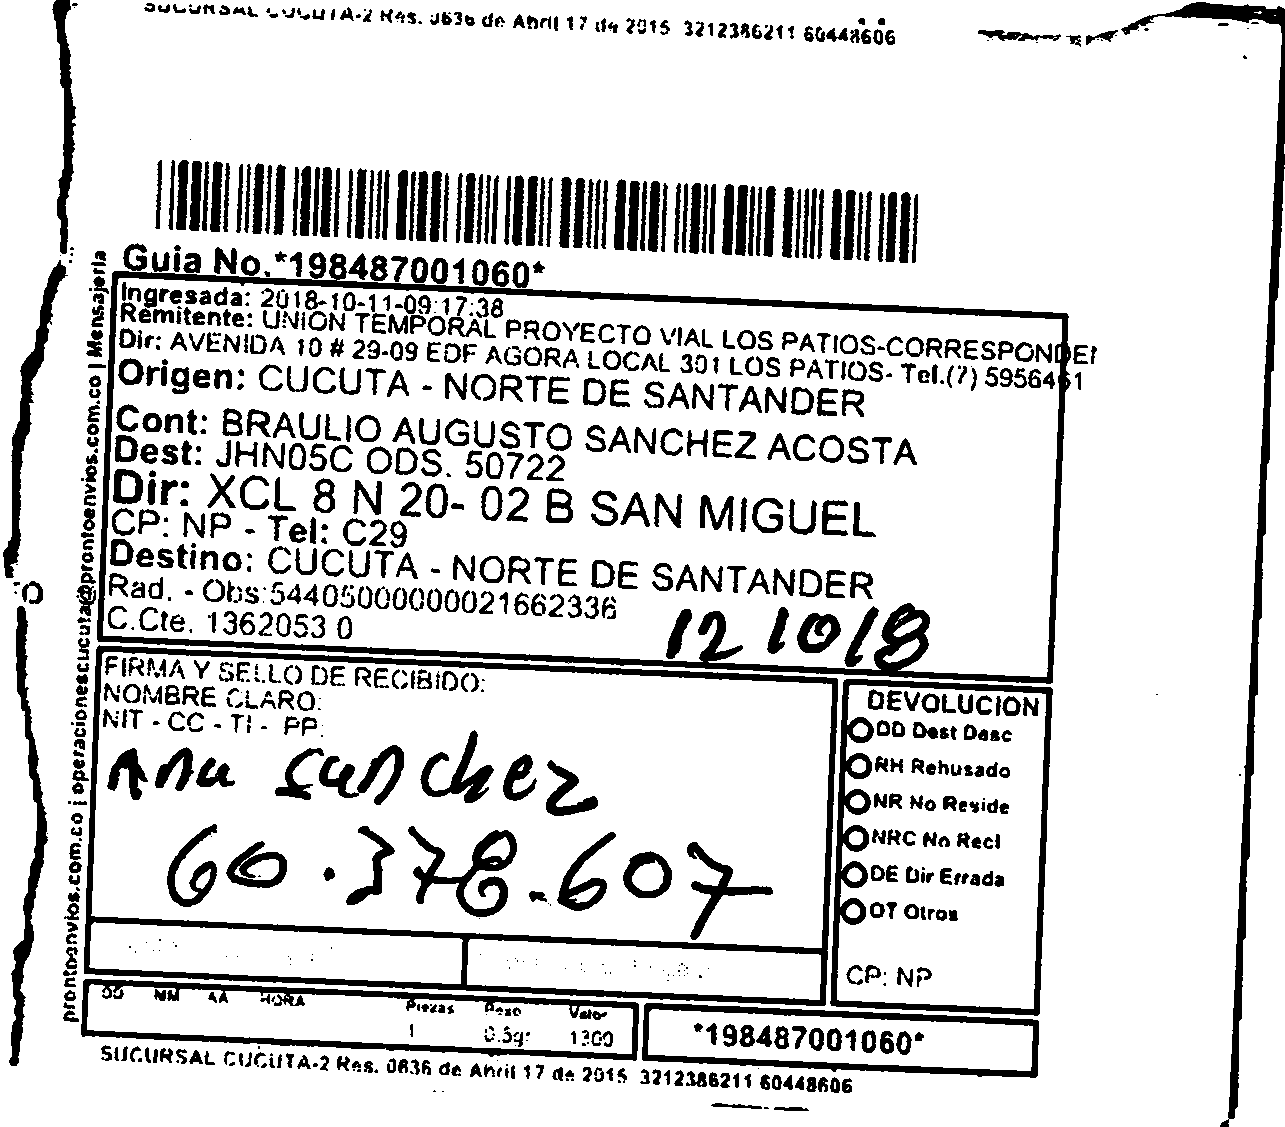 SUCURSAL CUCUTA-2 Res. 0636 de Abril 17 de 2015 3212386211 60448606
Guia No.*198487001060*
Ingresada: 2018-10-11-09:17:38
Remitente: UNION TEMPORAL PROYECTO VIAL LOS PATIOS-CORRESPONDEN
Dir: AVENIDA 10 # 29-09 EDF AGORA LOCAL 301 LOS PATIOS- Tel.(7) 5956461
Origen: CUCUTA - NORTE DE SANTANDER
Cont: BRAULIO AUGUSTO SANCHEZ ACOSTA
Dest: JHN05C ODS. 50722
Dir: XCL 8 N 20- 02 B SAN MIGUEL
CP: NP - Tel: C29
Destino: CUCUTA - NORTE DE SANTANDER
Rad. - Obs:54405000000021662336
C.Cte. 1362053 0
12 10/18
FIRMA Y SELLO DE RECIBIDO:
NOMBRE CLARO:
NIT - CC - TI - PP:
Ana Sanchez
60.378.607
DEVOLUCION
DD Dest Desc
RH Rehusado
NR No Reside
NRC No Recl
DE Dir Errada
OT Otros
CP: NP
DD MM AA HORA
Piezas Peso Valor
1 0.5gr 1300
*198487001060*
SUCURSAL CUCUTA-2 Res. 0636 de Abril 17 de 2015 3212386211 60448606
prontoenvios.com.co | operacionescucuta@prontoenvios.com.co | Mensajeria